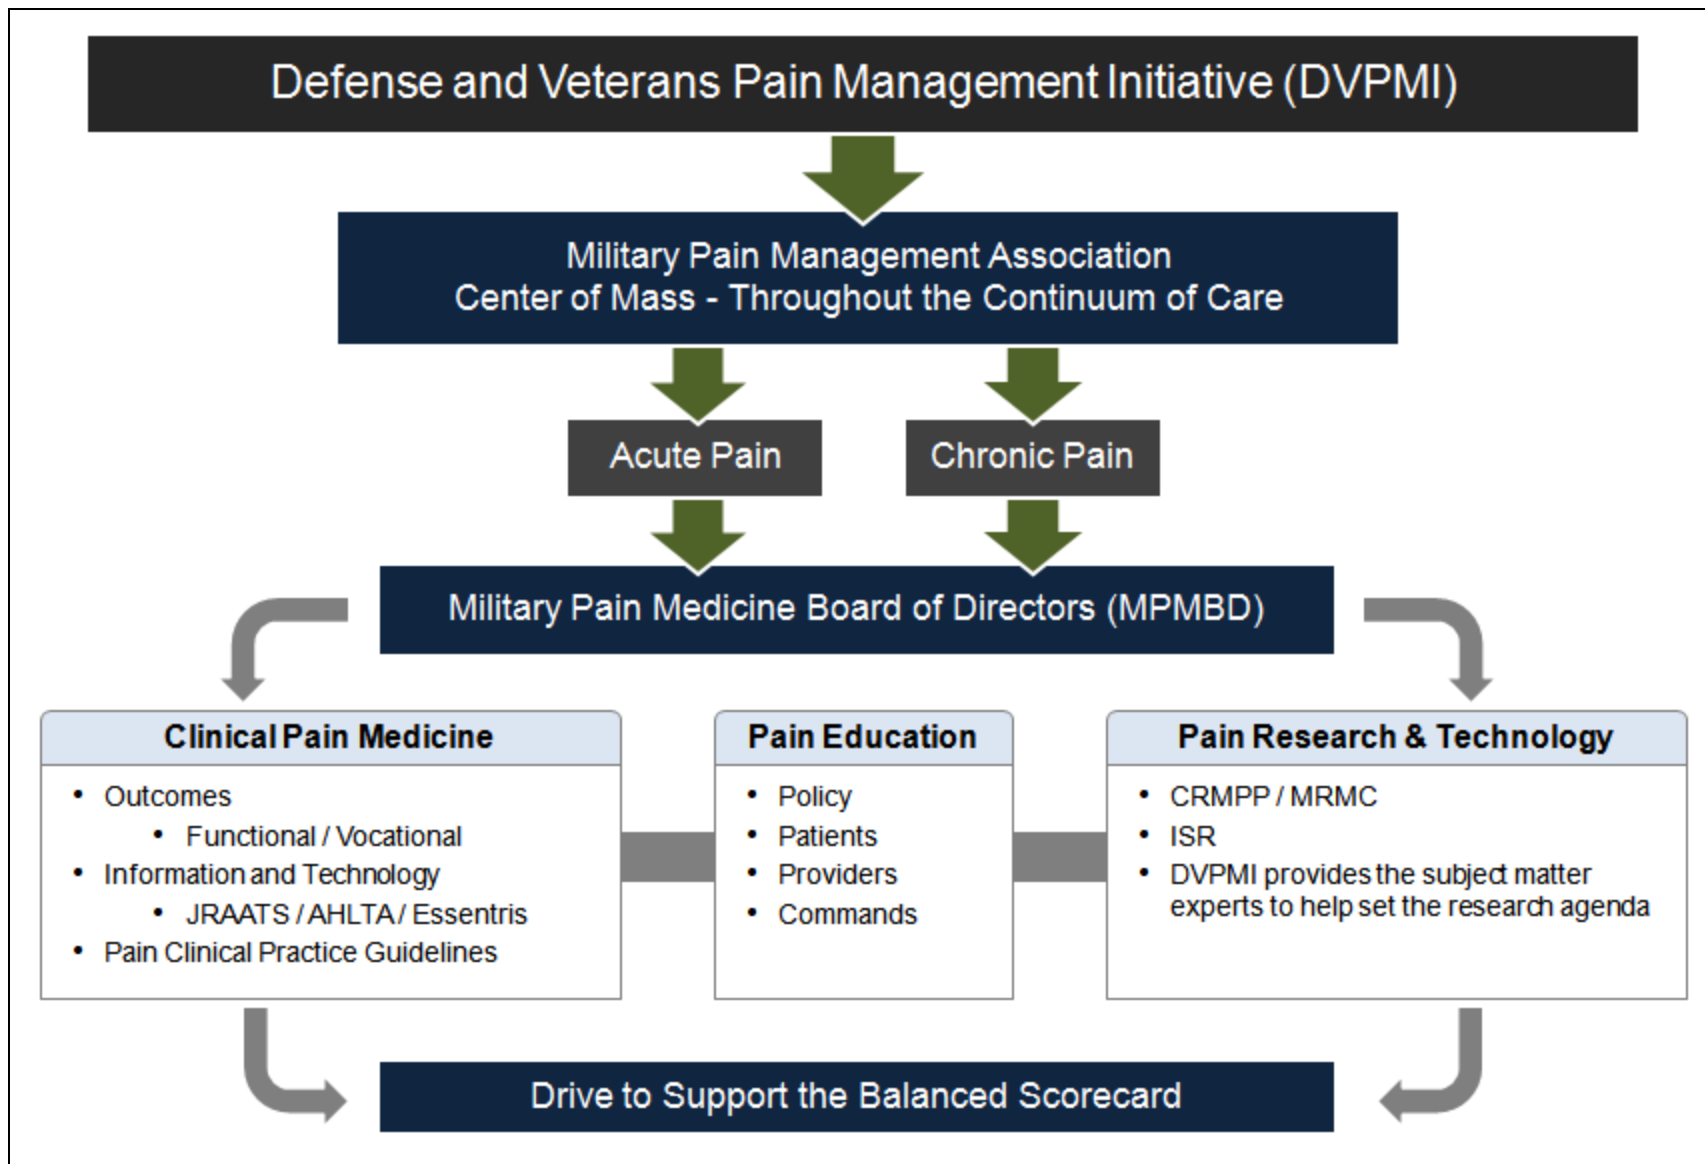 Defense and Veterans Pain Management Initiative (DVPMI)
Military Pain Management Association
Center of Mass - Throughout the Continuum of Care
Acute Pain
Chronic Pain
Military Pain Medicine Board of Directors (MPMBD)
Clinical Pain Medicine
• Outcomes
• Functional / Vocational
• Information and Technology
• JRAATS / AHLTA / Essentris
• Pain Clinical Practice Guidelines
Pain Education
• Policy
• Patients
• Providers
• Commands
Pain Research & Technology
• CRMPP / MRMC
• ISR
• DVPMI provides the subject matter
experts to help set the research agenda
Drive to Support the Balanced Scorecard